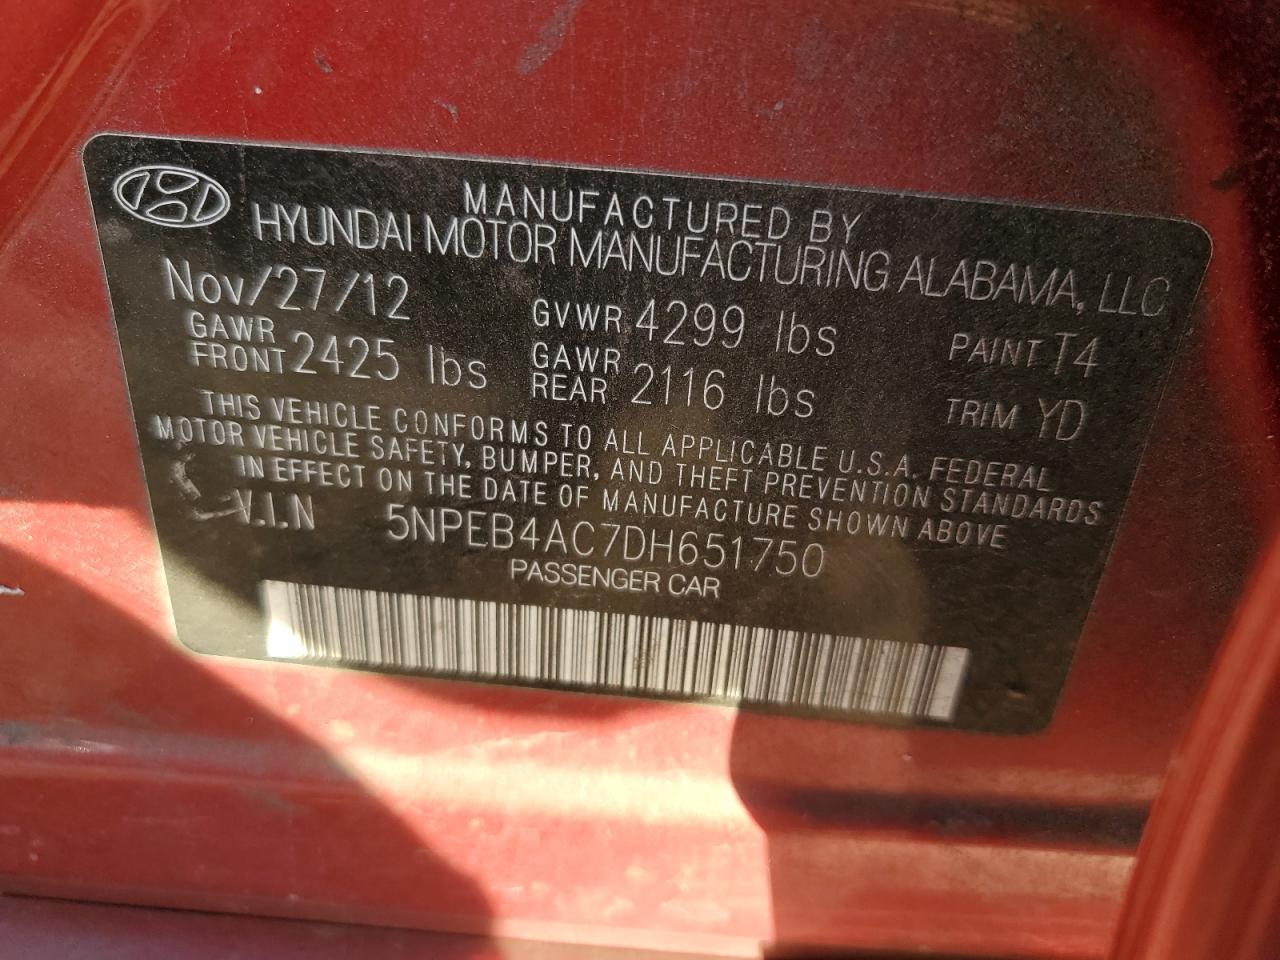 MANUFACTURED BY
HYUNDAI MOTOR MANUFACTURING ALABAMA, LLC
Nov/27/12 GVWR 4299 lbs PAINT T4
GAWR FRONT 2425 lbs GAWR REAR 2116 lbs TRIM YD
THIS VEHICLE CONFORMS TO ALL APPLICABLE U.S.A. FEDERAL
MOTOR VEHICLE SAFETY, BUMPER, AND THEFT PREVENTION STANDARDS
IN EFFECT ON THE DATE OF MANUFACTURE SHOWN ABOVE
V.I.N 5NPEB4AC7DH651750
PASSENGER CAR